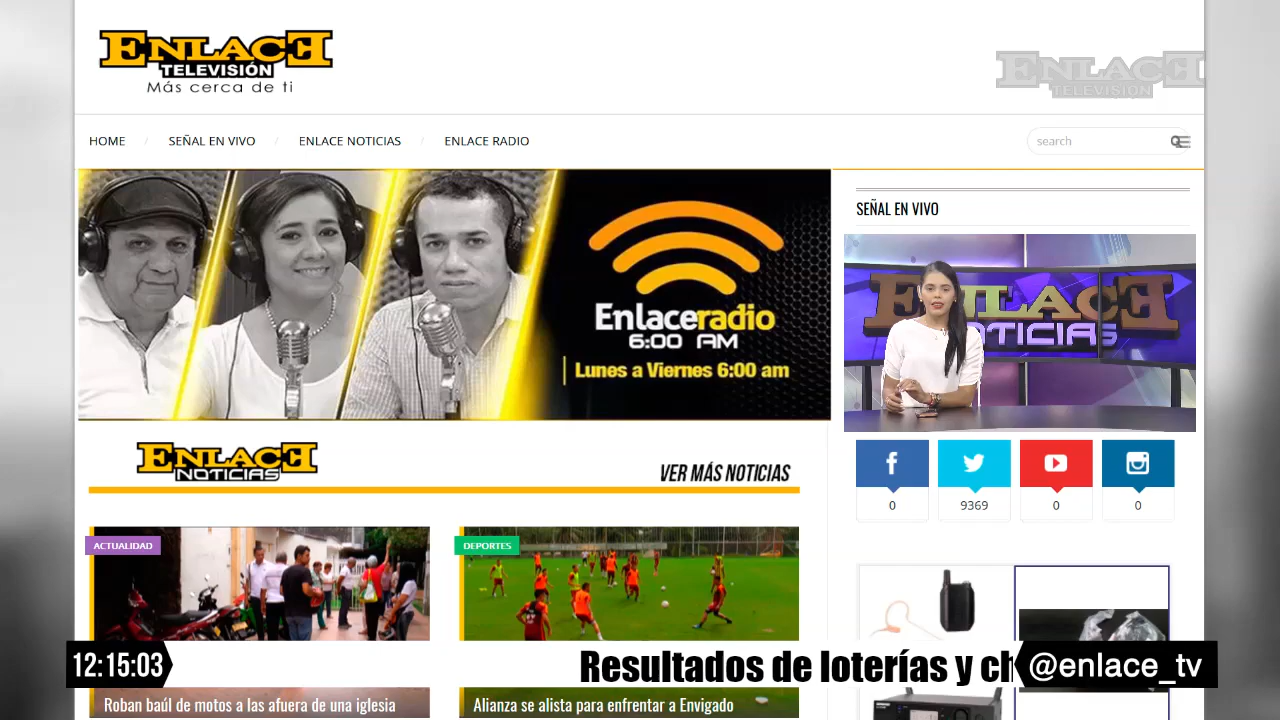 ENLACE
TELEVISIÓN
Más cerca de ti
ENLACE
TELEVISIÓN
HOME / SEÑAL EN VIVO / ENLACE NOTICIAS / ENLACE RADIO
search
SEÑAL EN VIVO
Enlaceradio
6:00 AM
Lunes a Viernes 6:00 am
ENLACE
NOTICIAS
ENLACE
NOTICIAS
VER MÁS NOTICIAS
0
9369
0
0
ACTUALIDAD
DEPORTES
12:15:03
Resultados de loterías y ch
@enlace_tv
Roban baúl de motos a las afuera de una iglesia
Alianza se alista para enfrentar a Envigado